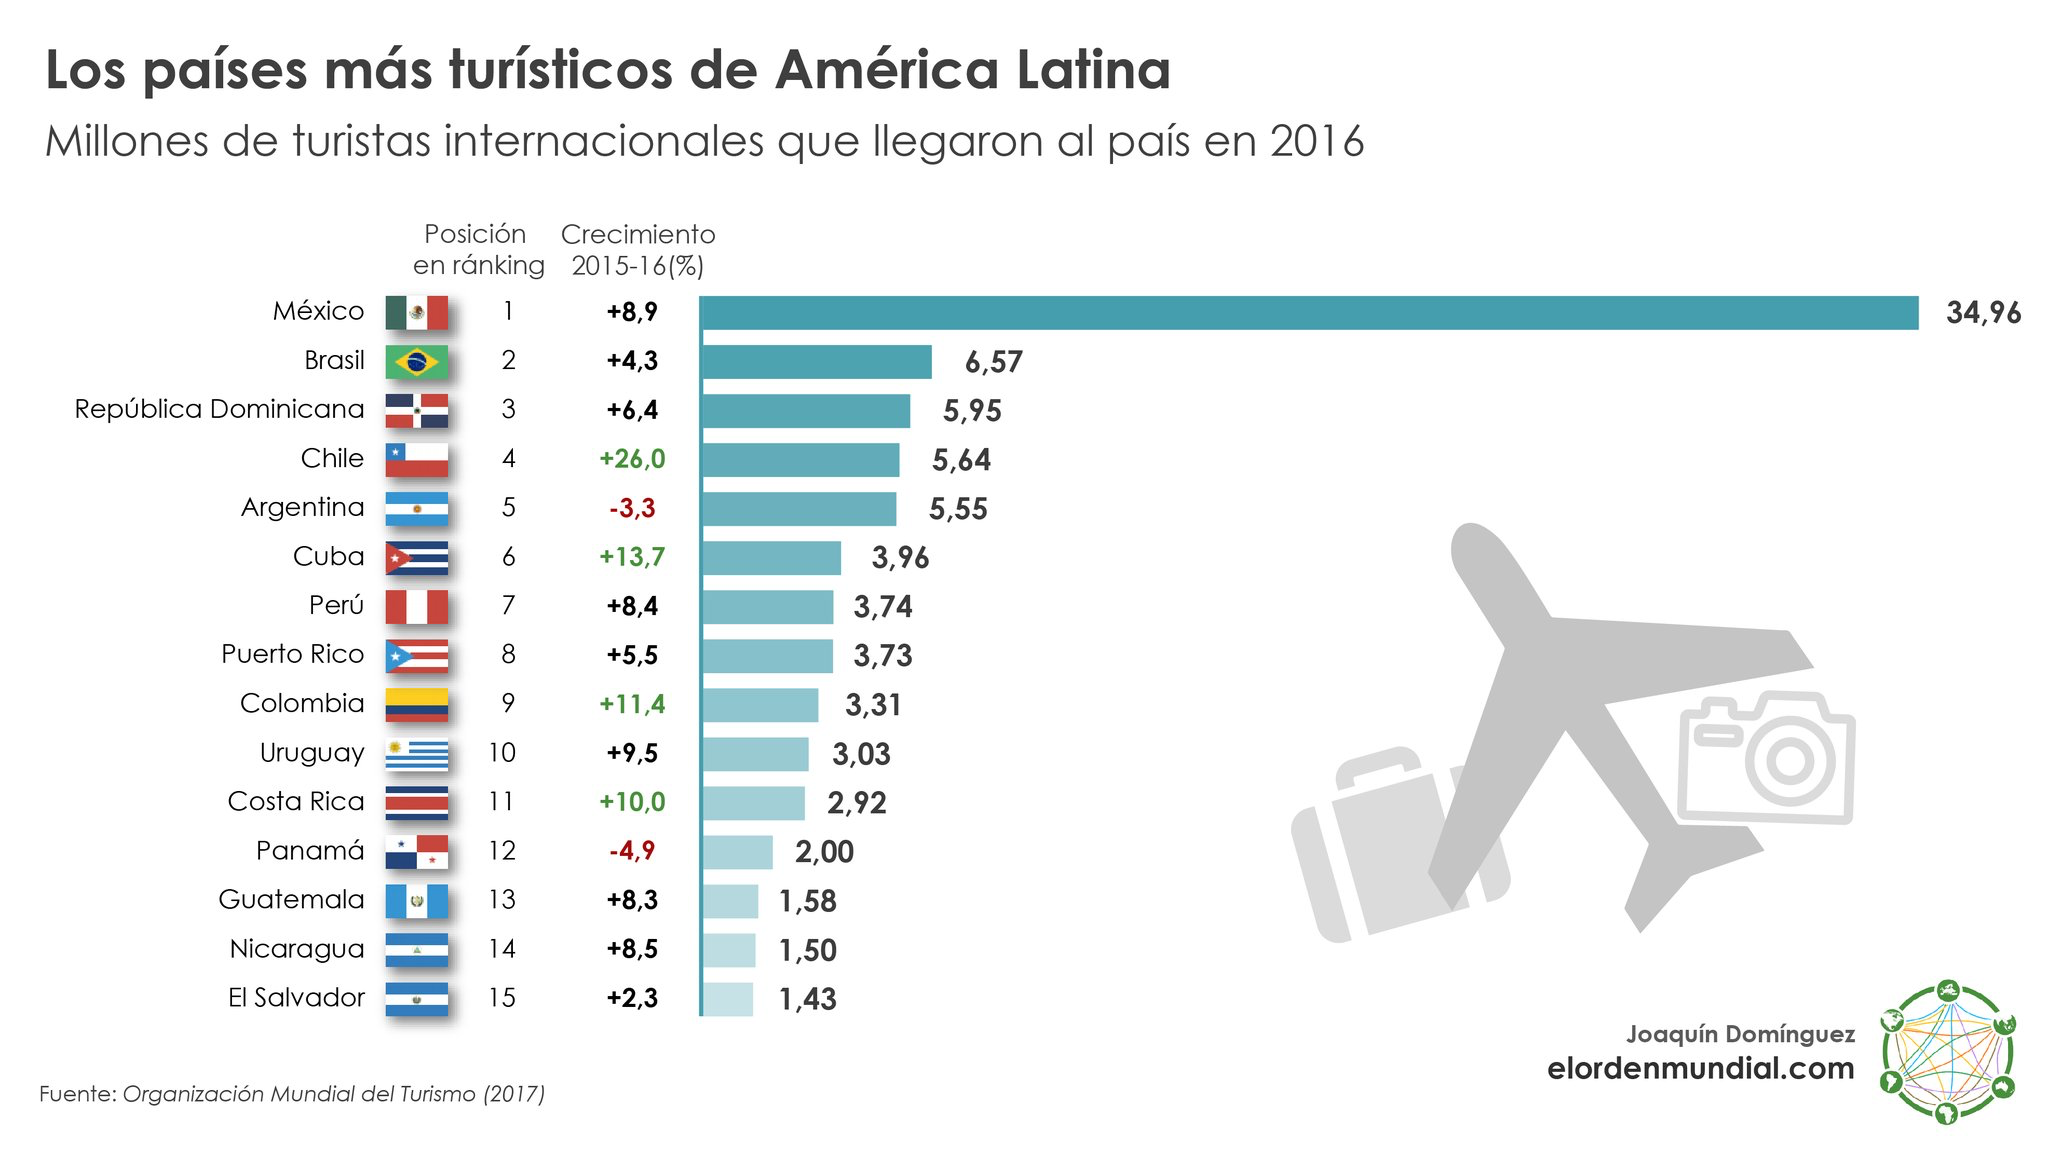 Los países más turísticos de América Latina
Millones de turistas internacionales que llegaron al país en 2016
Posición
en ránking
Crecimiento
2015-16(%)
México 1 +8,9 34,96
Brasil 2 +4,3 6,57
República Dominicana 3 +6,4 5,95
Chile 4 +26,0 5,64
Argentina 5 -3,3 5,55
Cuba 6 +13,7 3,96
Perú 7 +8,4 3,74
Puerto Rico 8 +5,5 3,73
Colombia 9 +11,4 3,31
Uruguay 10 +9,5 3,03
Costa Rica 11 +10,0 2,92
Panamá 12 -4,9 2,00
Guatemala 13 +8,3 1,58
Nicaragua 14 +8,5 1,50
El Salvador 15 +2,3 1,43
Joaquín Domínguez
elordenmundial.com
Fuente: Organización Mundial del Turismo (2017)